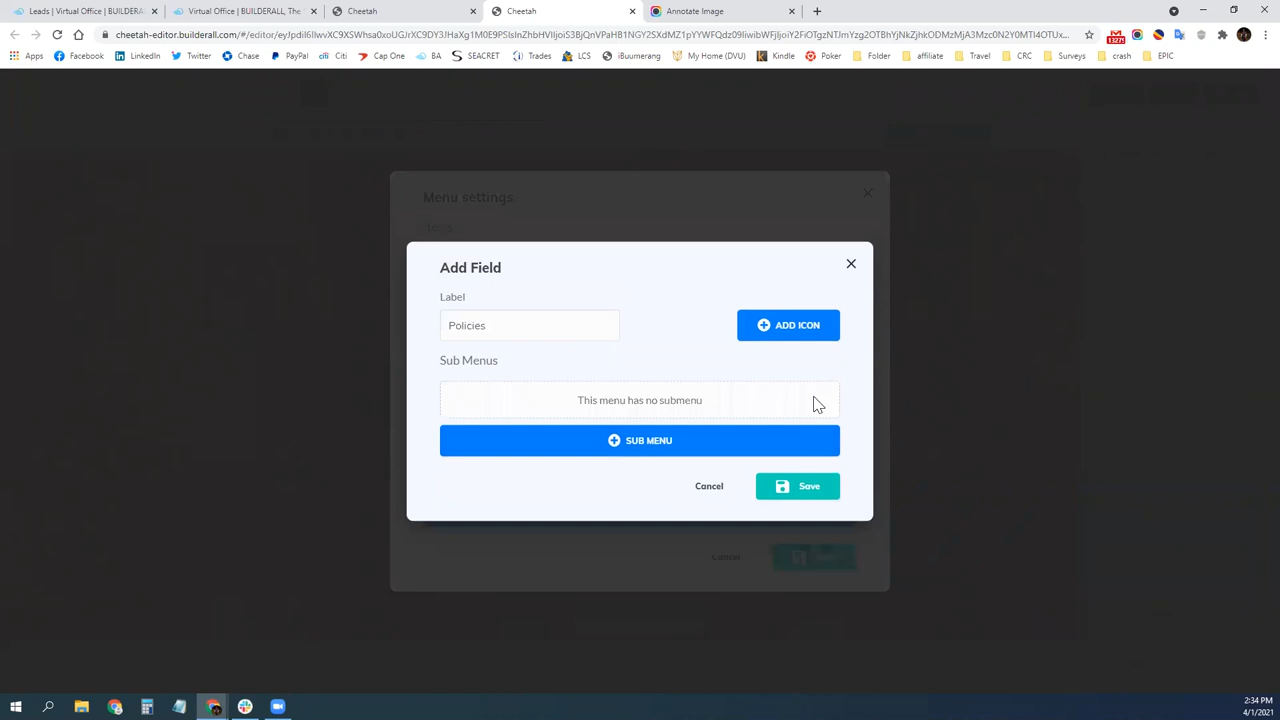 Leads | Virtual Office | BUILDERA
Virtual Office | BUILDERALL, The
Cheetah
Cheetah
Annotate Image
Apps
Facebook
LinkedIn
Twitter
Chase
PayPal
Citi
Cap One
BA
SEACRET
Trades
LCS
iBuumerang
My Home (DVU)
Kindle
Poker
Folder
affiliate
Travel
CRC
Surveys
crash
EPIC
Menu settings
Add Field
Label
Policies
ADD ICON
Sub Menus
This menu has no submenu
SUB MENU
Cancel
Save
Cancel
2:34 PM
4/1/2021